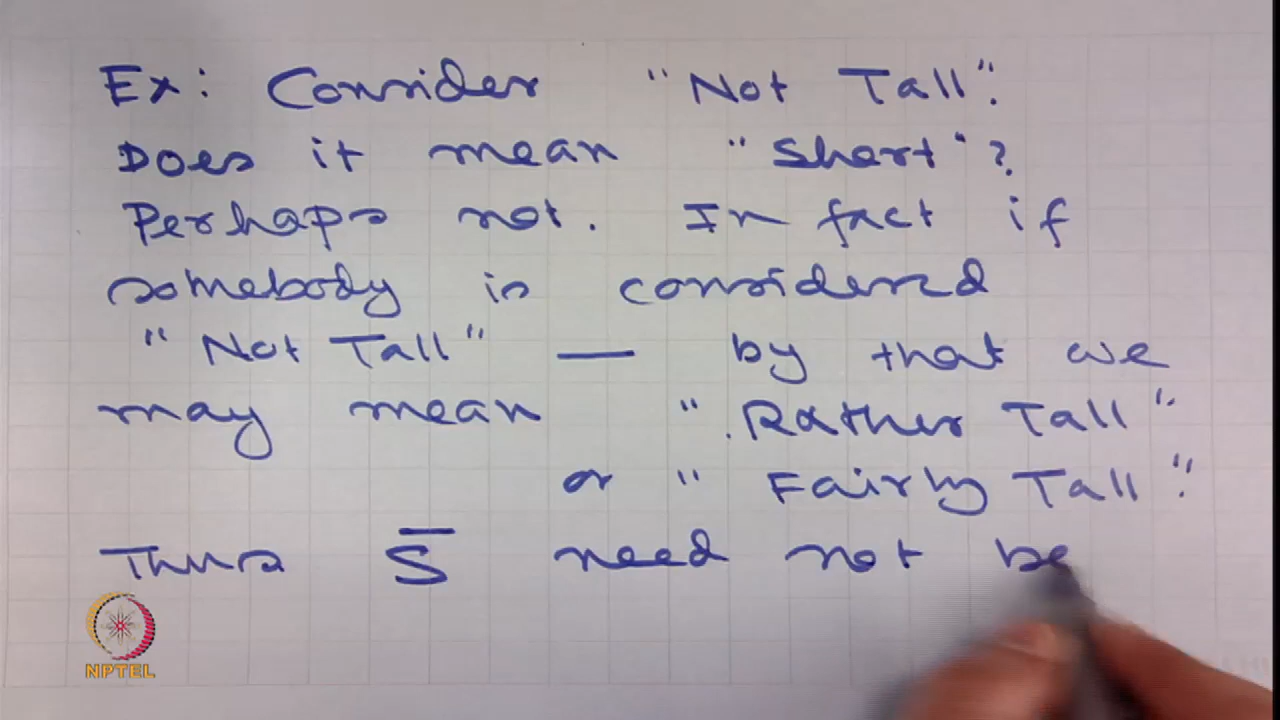 Ex: Consider "Not Tall".
Does it mean "short"?
Perhaps not. In fact if
somebody is considered
"Not Tall" — by that we
may mean "Rather Tall"
or "Fairly Tall".
Thus S̅ need not be
NPTEL